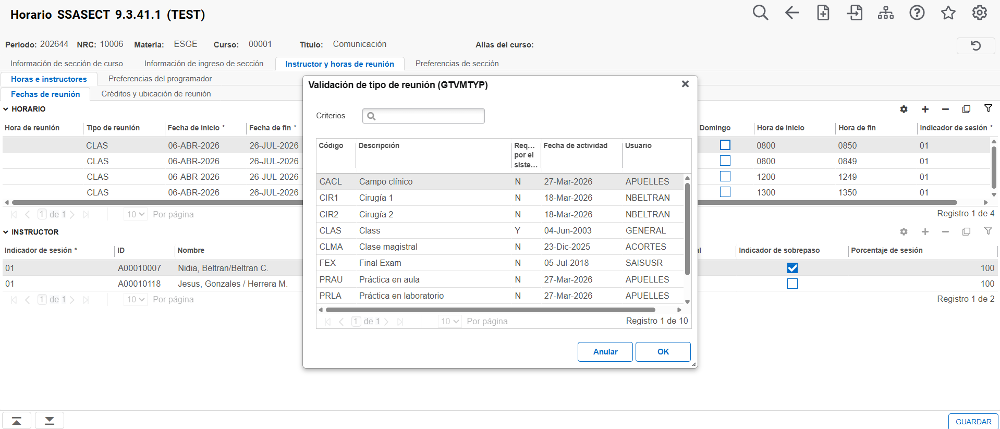 Horario SSASECT 9.3.41.1 (TEST)
Periodo: 202644 NRC: 10006 Materia: ESGE Curso: 00001 Título: Comunicación Alias del curso:
Información de sección de curso Información de ingreso de sección Instructor y horas de reunión Preferencias de sección
Horas e instructores Preferencias del programador
Fechas de reunión Créditos y ubicación de reunión
HORARIO
Hora de reunión Tipo de reunión Fecha de inicio * Fecha de fin * Domingo Hora de inicio Hora de fin Indicador de sesión *
CLAS 06-ABR-2026 26-JUL-2026 0800 0850 01
CLAS 06-ABR-2026 26-JUL-2026 0800 0849 01
CLAS 06-ABR-2026 26-JUL-2026 1200 1249 01
CLAS 06-ABR-2026 26-JUL-2026 1300 1350 01
1 de 1 10 Por página Registro 1 de 4
INSTRUCTOR
Indicador de sesión * ID Nombre al Indicador de sobrepaso Porcentaje de sesión
01 A00010007 Nidia, Beltran/Beltran C. 100
01 A00010118 Jesus, Gonzales / Herrera M. 100
1 de 1 10 Por página Registro 1 de 2
Validación de tipo de reunión (GTVMTYP)
Criterios
Código Descripción Req... por el siste... Fecha de actividad Usuario
CACL Campo clínico N 27-Mar-2026 APUELLES
CIR1 Cirugía 1 N 18-Mar-2026 NBELTRAN
CIR2 Cirugía 2 N 18-Mar-2026 NBELTRAN
CLAS Class Y 04-Jun-2003 GENERAL
CLMA Clase magistral N 23-Dic-2025 ACORTES
FEX Final Exam N 05-Jul-2018 SAISUSR
PRAU Práctica en aula N 27-Mar-2026 APUELLES
PRLA Práctica en laboratorio N 27-Mar-2026 APUELLES
1 de 1 10 Por página Registro 1 de 10
Anular OK
GUARDAR